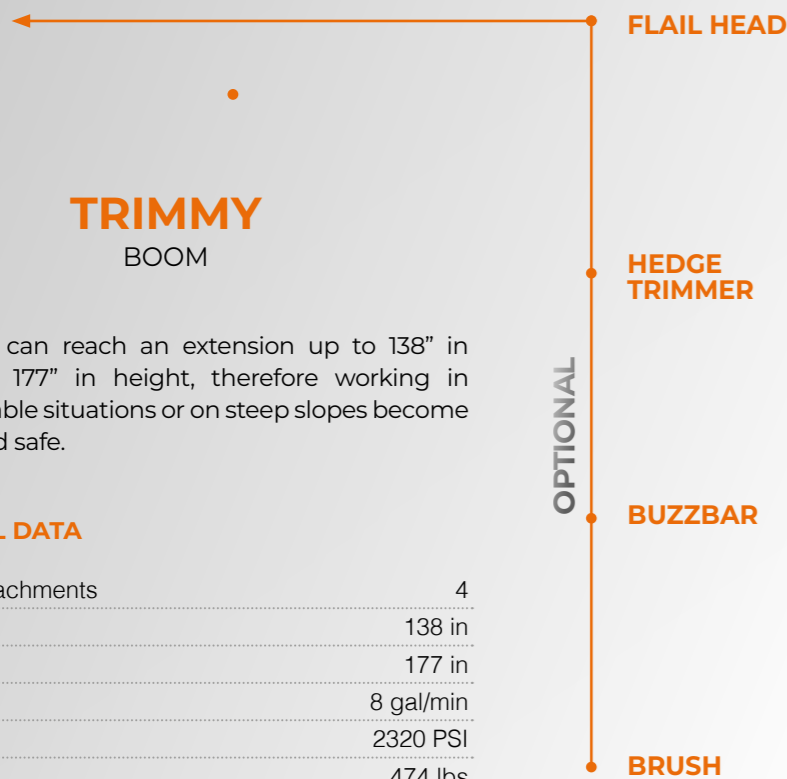 TRIMMY
BOOM
can reach an extension up to 138” in
177” in height, therefore working in
situations or on steep slopes become
safe.
DATA
4
138 in
177 in
8 gal/min
2320 PSI
474 lbs
OPTIONAL
FLAIL HEAD
HEDGE
TRIMMER
BUZZBAR
BRUSH